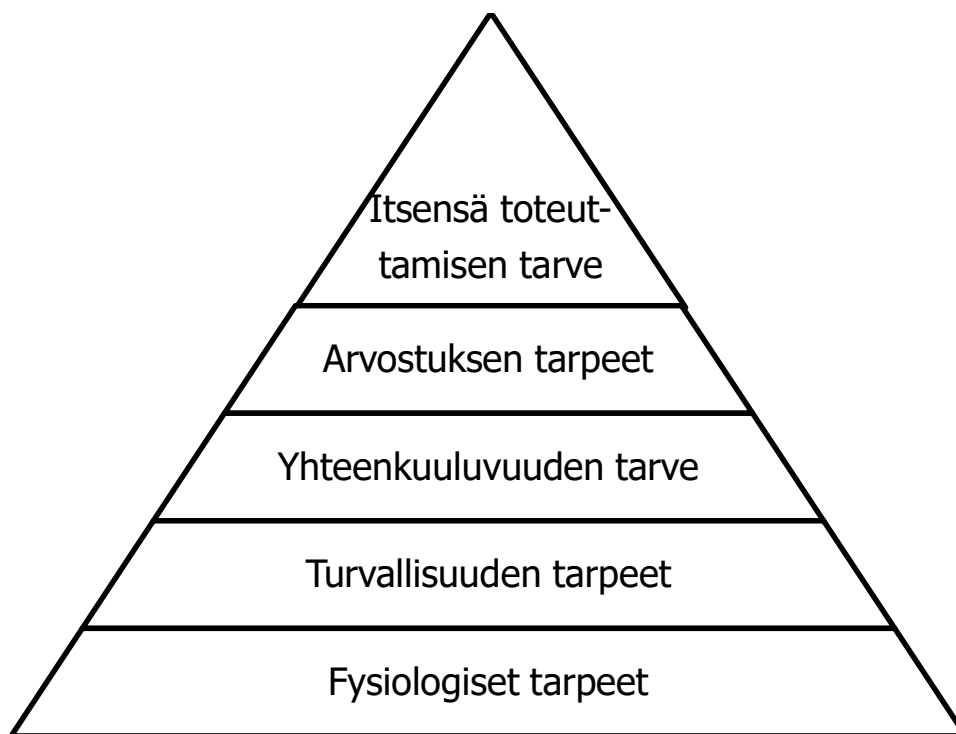 Itsensä toteut-
tamisen tarve
Arvostuksen tarpeet
Yhteenkuuluvuuden tarve
Turvallisuuden tarpeet
Fysiologiset tarpeet